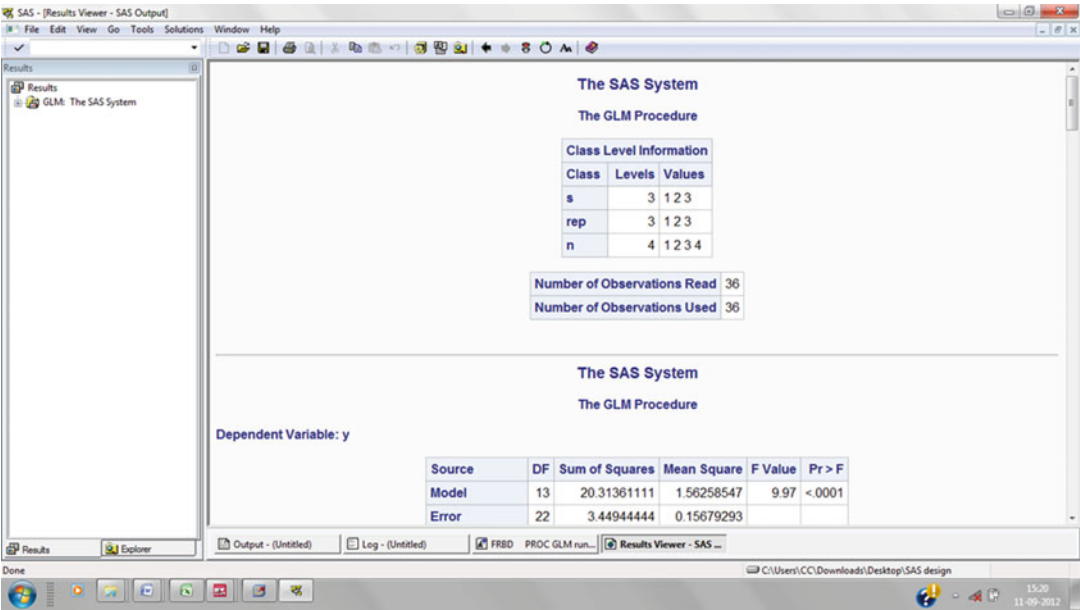 SAS - [Results Viewer - SAS Output]
File Edit View Go Tools Solutions Window Help
Results
Results
GLM: The SAS System
The SAS System
The GLM Procedure
Class Level Information
Class Levels Values
s 3 1 2 3
rep 3 1 2 3
n 4 1 2 3 4
Number of Observations Read 36
Number of Observations Used 36
The SAS System
The GLM Procedure
Dependent Variable: y
Source DF Sum of Squares Mean Square F Value Pr > F
Model 13 20.31361111 1.56258547 9.97 <.0001
Error 22 3.44944444 0.15679293
Results Explorer
Output - (Untitled) Log - (Untitled) FRBD PROC GLM run... Results Viewer - SAS ...
Done C:\Users\CC\Downloads\Desktop\SAS design
15:20
11-09-2012